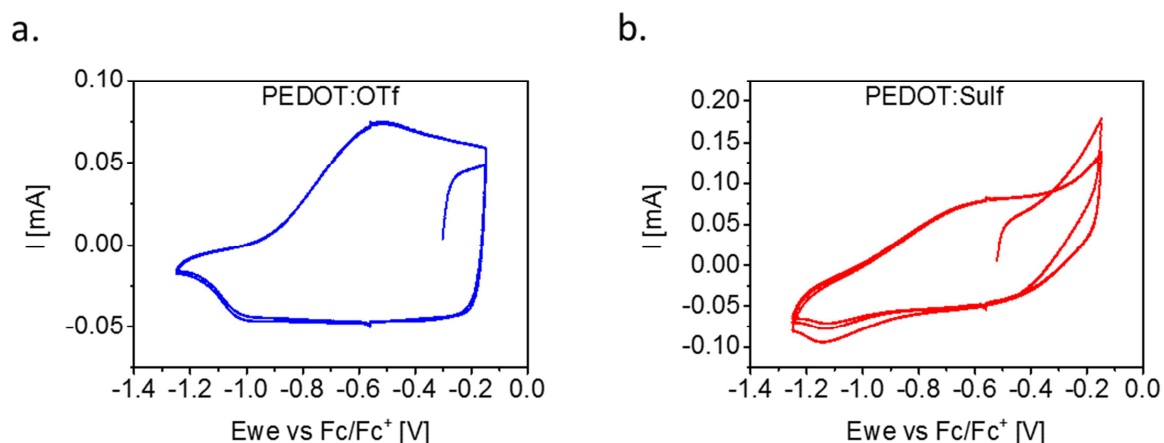 a.
PEDOT:OTf
0.10
0.05
0.00
-0.05
I [mA]
-1.4 -1.2 -1.0 -0.8 -0.6 -0.4 -0.2 0.0
Ewe vs Fc/Fc⁺ [V]
b.
PEDOT:Sulf
0.20
0.15
0.10
0.05
0.00
-0.05
-0.10
I [mA]
-1.4 -1.2 -1.0 -0.8 -0.6 -0.4 -0.2 0.0
Ewe vs Fc/Fc⁺ [V]